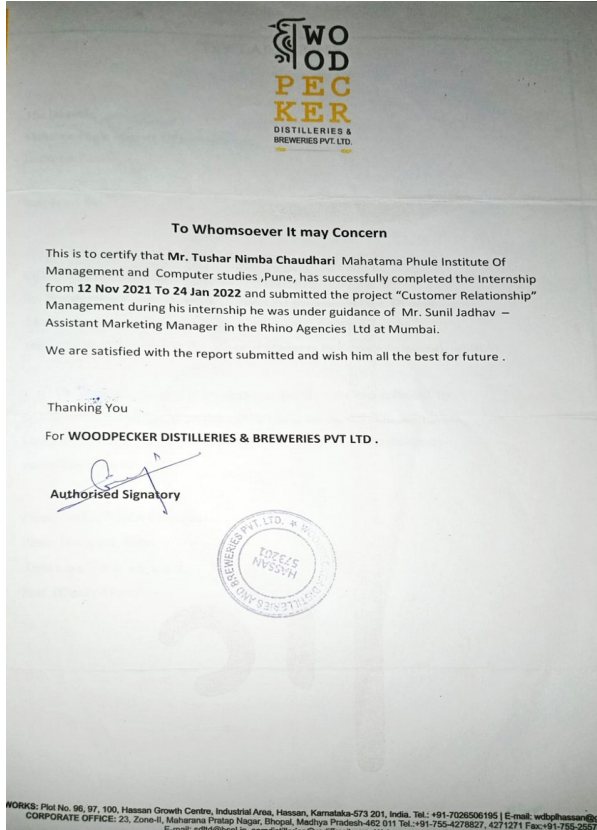 WO
OD
PEC
KER
DISTILLERIES &
BREWERIES PVT. LTD.
To Whomsoever It may Concern
This is to certify that Mr. Tushar Nimba Chaudhari Mahatama Phule Institute Of
Management and Computer studies ,Pune, has successfully completed the Internship
from 12 Nov 2021 To 24 Jan 2022 and submitted the project “Customer Relationship”
Management during his internship he was under guidance of Mr. Sunil Jadhav –
Assistant Marketing Manager in the Rhino Agencies Ltd at Mumbai.
We are satisfied with the report submitted and wish him all the best for future .
Thanking You
For WOODPECKER DISTILLERIES & BREWERIES PVT LTD .
Authorised Signatory
DISTILLERIES AND BREWERIES PVT. LTD. *
HASSAN
573201
WORKS: Plot No. 96, 97, 100, Hassan Growth Centre, Industrial Area, Hassan, Karnataka-573 201, India. Tel.: +91-7026506195 | E-mail: wdbplhassan@
CORPORATE OFFICE: 23, Zone-II, Maharana Pratap Nagar, Bhopal, Madhya Pradesh-462 011 Tel.:+91-755-4278827, 4271271 Fax:+91-755-2557
E-mail: